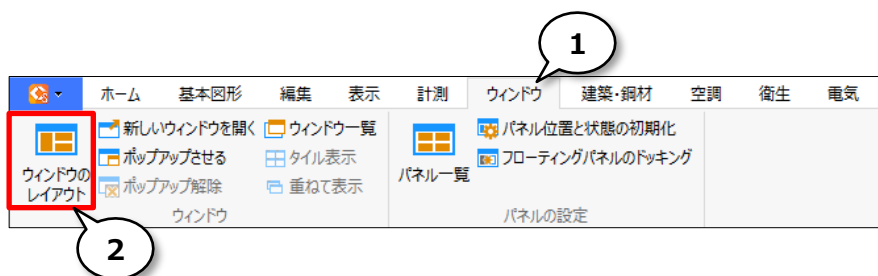 1
ホーム 基本図形 編集 表示 計測 ウィンドウ 建築・鋼材 空調 衛生 電気
新しいウィンドウを開く ウィンドウ一覧 パネル位置と状態の初期化
ポップアップさせる タイル表示 フローティングパネルのドッキング
ウィンドウの
レイアウト
ポップアップ解除 重ねて表示 パネル一覧
ウィンドウ パネルの設定
2